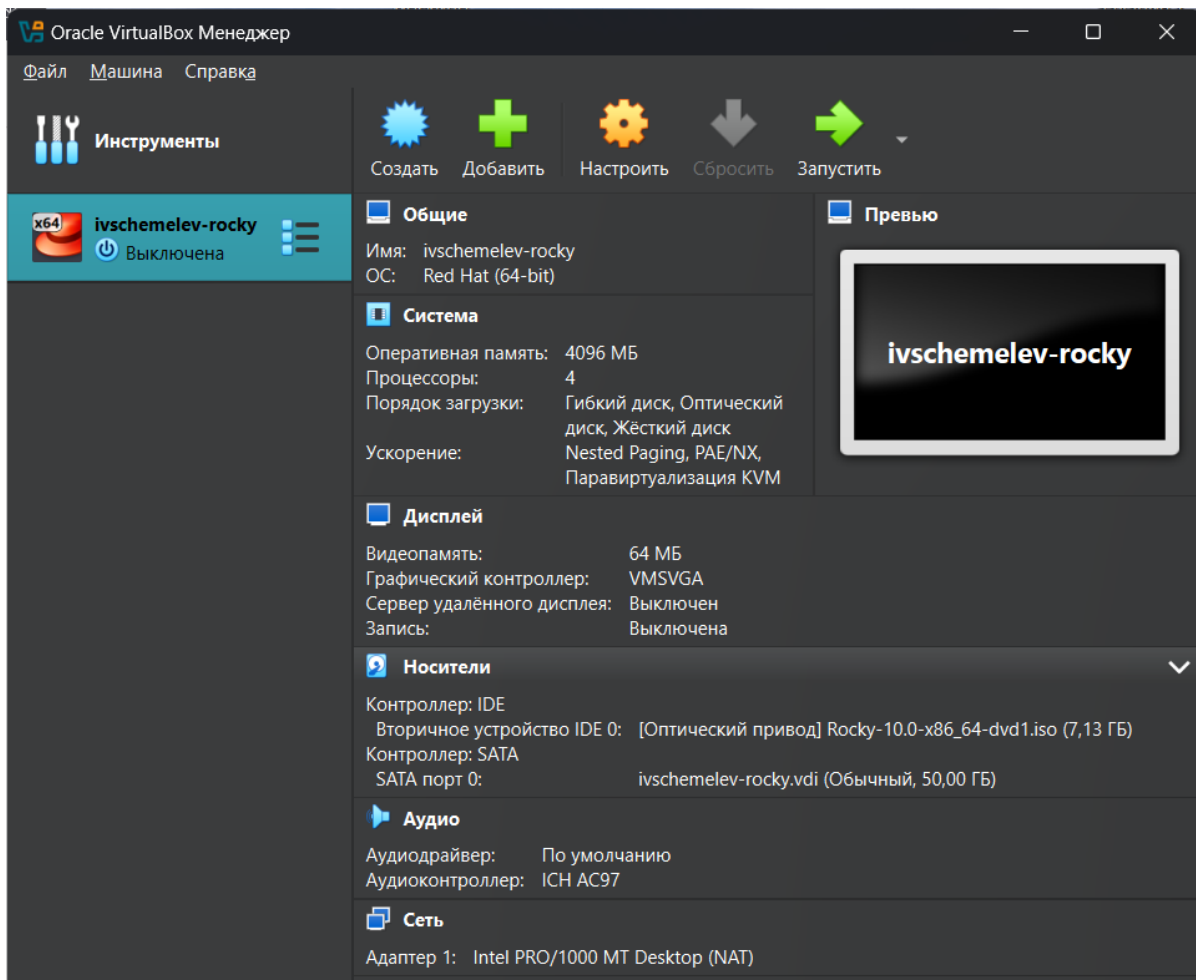 Oracle VirtualBox Менеджер
Файл Машина Справка
Инструменты
Создать Добавить Настроить Сбросить Запустить
x64
ivschemelev-rocky
Выключена
Общие
Имя: ivschemelev-rocky
ОС: Red Hat (64-bit)
Превью
ivschemelev-rocky
Система
Оперативная память: 4096 МБ
Процессоры: 4
Порядок загрузки: Гибкий диск, Оптический
диск, Жёсткий диск
Ускорение: Nested Paging, PAE/NX,
Паравиртуализация KVM
Дисплей
Видеопамять: 64 МБ
Графический контроллер: VMSVGA
Сервер удалённого дисплея: Выключен
Запись: Выключена
Носители
Контроллер: IDE
Вторичное устройство IDE 0: [Оптический привод] Rocky-10.0-x86_64-dvd1.iso (7,13 ГБ)
Контроллер: SATA
SATA порт 0: ivschemelev-rocky.vdi (Обычный, 50,00 ГБ)
Аудио
Аудиодрайвер: По умолчанию
Аудиоконтроллер: ICH AC97
Сеть
Адаптер 1: Intel PRO/1000 MT Desktop (NAT)